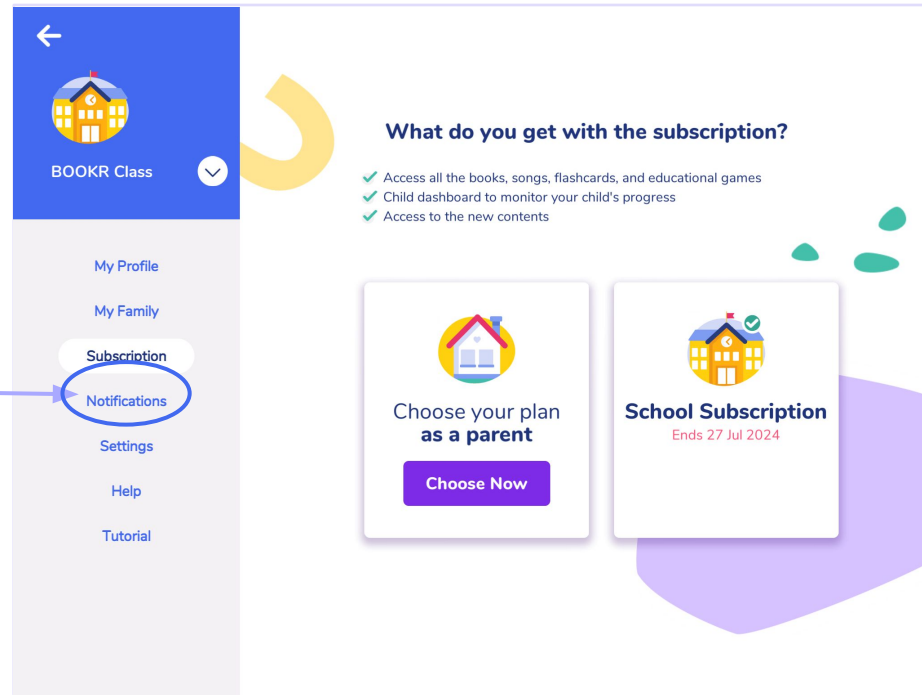 BOOKR Class
My Profile
My Family
Subscription
Notifications
Settings
Help
Tutorial
What do you get with the subscription?
Access all the books, songs, flashcards, and educational games
Child dashboard to monitor your child's progress
Access to the new contents
Choose your plan
as a parent
Choose Now
School Subscription
Ends 27 Jul 2024